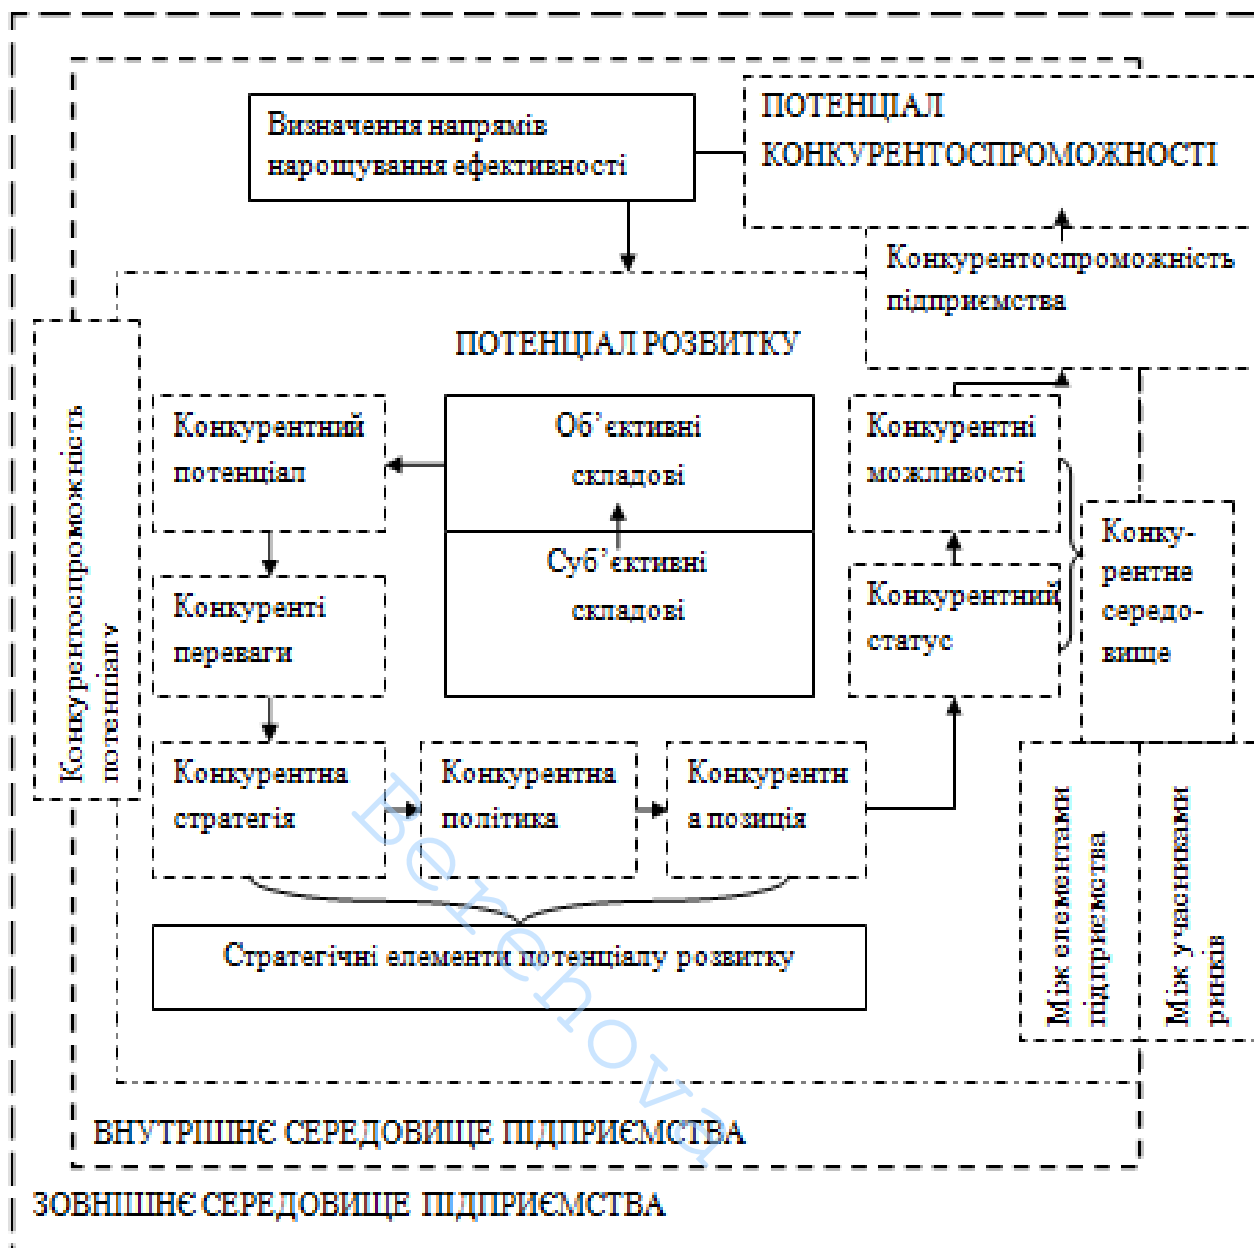 Визначення напрямів
нарощування ефективності
ПОТЕНЦІАЛ
КОНКУРЕНТОСПРОМОЖНОСТІ
Конкурентоспроможність
підприємства
ПОТЕНЦІАЛ РОЗВИТКУ
Конкурентоспроможність
потенціалу
Конкурентний
потенціал
Об’єктивні
складові
Конкурентні
можливості
Суб’єктивні
складові
Конкуренті
переваги
Конкурентний
статус
Конку-
рентне
середо-
вище
Конкурентна
стратегія
Конкурентна
політика
Конкурентн
а позиція
Між елементами
підприємства
Між учасниками
ринків
Стратегічні елементи потенціалу розвитку
ВНУТРІШНЄ СЕРЕДОВИЩЕ ПІДПРИЄМСТВА
ЗОВНІШНЄ СЕРЕДОВИЩЕ ПІДПРИЄМСТВА
Berehova